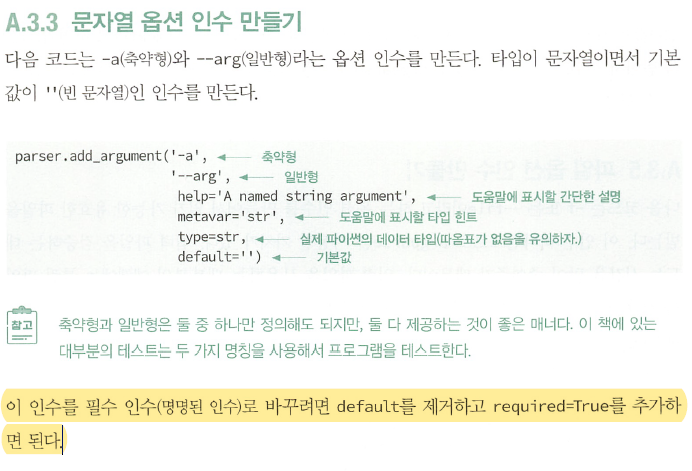 A.3.3 문자열 옵션 인수 만들기
다음 코드는 -a(축약형)와 --arg(일반형)라는 옵션 인수를 만든다. 타입이 문자열이면서 기본
값이 ''(빈 문자열)인 인수를 만든다.
parser.add_argument('-a', 축약형
'--arg', 일반형
help='A named string argument', 도움말에 표시할 간단한 설명
metavar='str', 도움말에 표시할 타입 힌트
type=str, 실제 파이썬의 데이터 타입(따옴표가 없음을 유의하자.)
default='') 기본값
참고
축약형과 일반형은 둘 중 하나만 정의해도 되지만, 둘 다 제공하는 것이 좋은 매너다. 이 책에 있는
대부분의 테스트는 두 가지 명칭을 사용해서 프로그램을 테스트한다.
이 인수를 필수 인수(명명된 인수)로 바꾸려면 default를 제거하고 required=True를 추가하
면 된다.